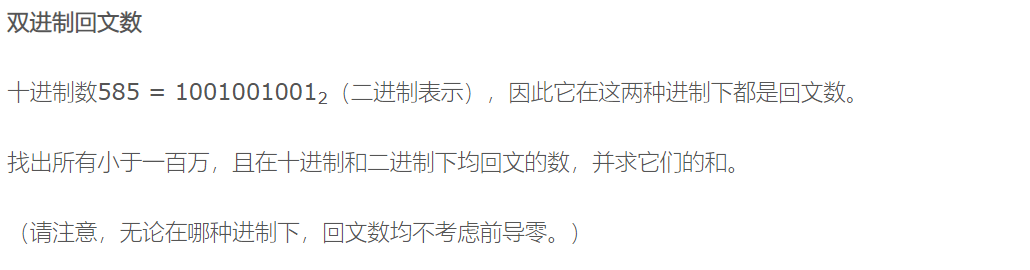 双进制回文数
十进制数585 = 1001001001₂（二进制表示），因此它在这两种进制下都是回文数。
找出所有小于一百万，且在十进制和二进制下均回文的数，并求它们的和。
（请注意，无论在哪种进制下，回文数均不考虑前导零。）